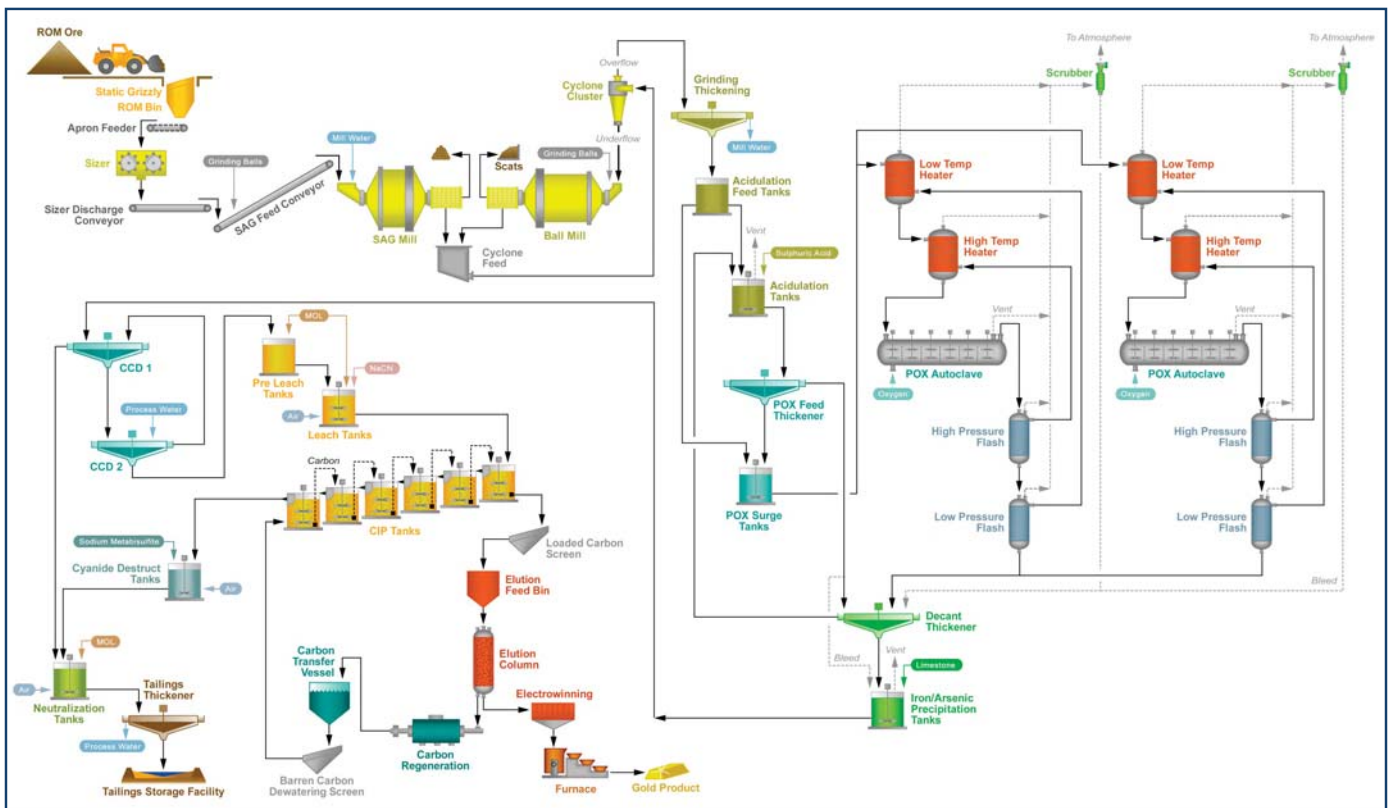 ROM Ore
Static Grizzly
ROM Bin
Apron Feeder
Sizer
Sizer Discharge
Conveyor
Grinding Balls
SAG Feed Conveyor
Mill Water
SAG Mill
Cyclone
Feed
Scats
Grinding Balls
Ball Mill
Overflow
Cyclone
Cluster
Underflow
Grinding
Thickening
Mill Water
Acidulation
Feed Tanks
Vent
Sulphuric Acid
Acidulation
Tanks
POX Feed
Thickener
POX Surge
Tanks
To Atmosphere
Scrubber
Low Temp
Heater
High Temp
Heater
Vent
POX Autoclave
Oxygen
High Pressure
Flash
Low Pressure
Flash
To Atmosphere
Scrubber
Low Temp
Heater
High Temp
Heater
Vent
POX Autoclave
Oxygen
High Pressure
Flash
Low Pressure
Flash
Bleed
Decant
Thickener
Bleed
Vent
Limestone
Iron/Arsenic
Precipitation
Tanks
CCD 1
Process Water
CCD 2
MOL
Pre Leach
Tanks
NaCN
Air
Leach Tanks
Carbon
CIP Tanks
Loaded Carbon
Screen
Sodium Metabisulfite
Cyanide Destruct
Tanks
Air
MOL
Air
Neutralization
Tanks
Tailings
Thickener
Process Water
Tailings Storage Facility
Elution
Feed Bin
Elution
Column
Carbon
Transfer
Vessel
Barren Carbon
Dewatering Screen
Carbon
Regeneration
Electrowinning
Furnace
Gold Product